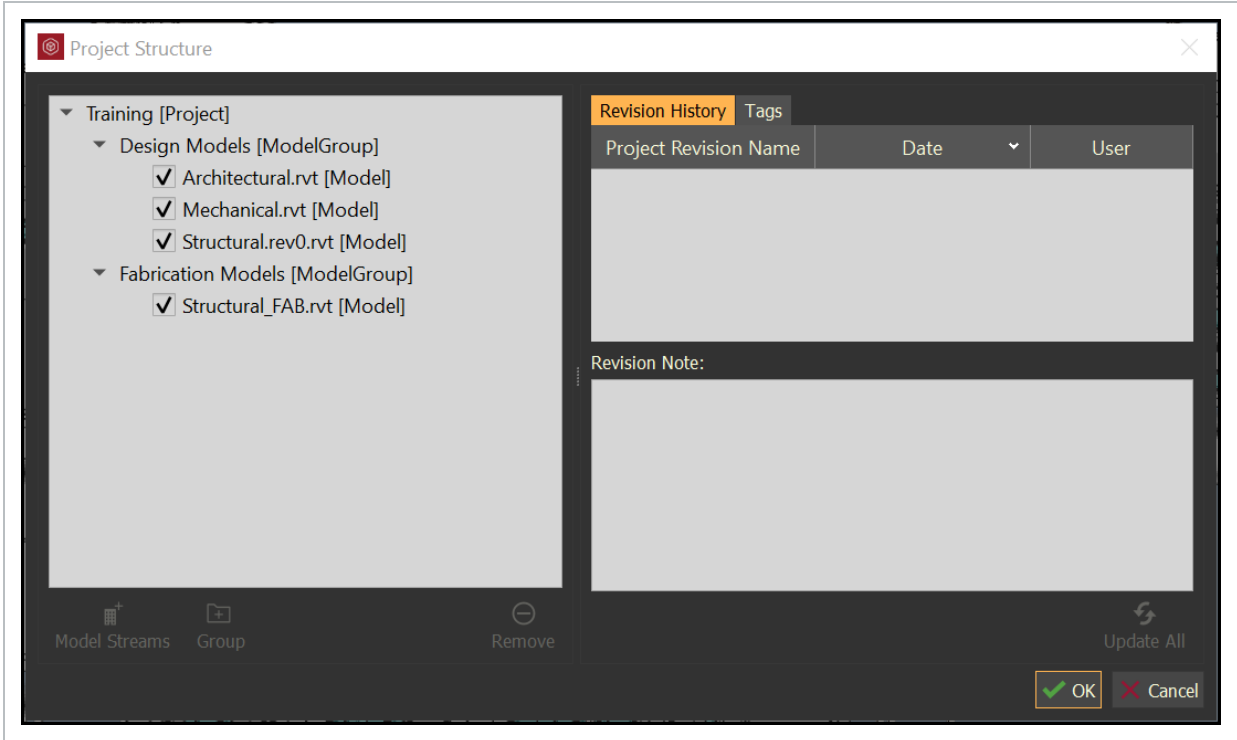 Project Structure
Training [Project]
Design Models [ModelGroup]
Architectural.rvt [Model]
Mechanical.rvt [Model]
Structural.rev0.rvt [Model]
Fabrication Models [ModelGroup]
Structural_FAB.rvt [Model]
Model Streams
Group
Remove
Revision History
Tags
Project Revision Name
Date
User
Revision Note:
Update All
OK
Cancel